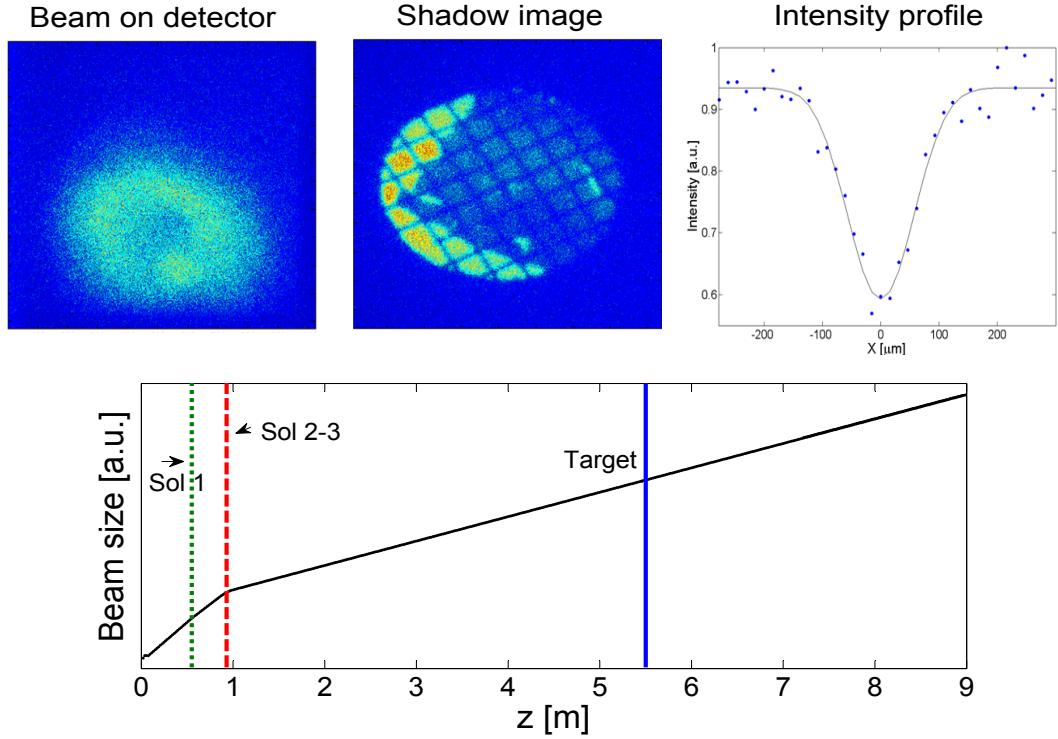 Beam on detector
Shadow image
Intensity profile
1
0.9
0.8
0.7
0.6
Intensity [a.u.]
-200
-100
0
100
200
X [μm]
Beam size [a.u.]
Sol 1
Sol 2-3
Target
0
1
2
3
4
5
6
7
8
9
z [m]